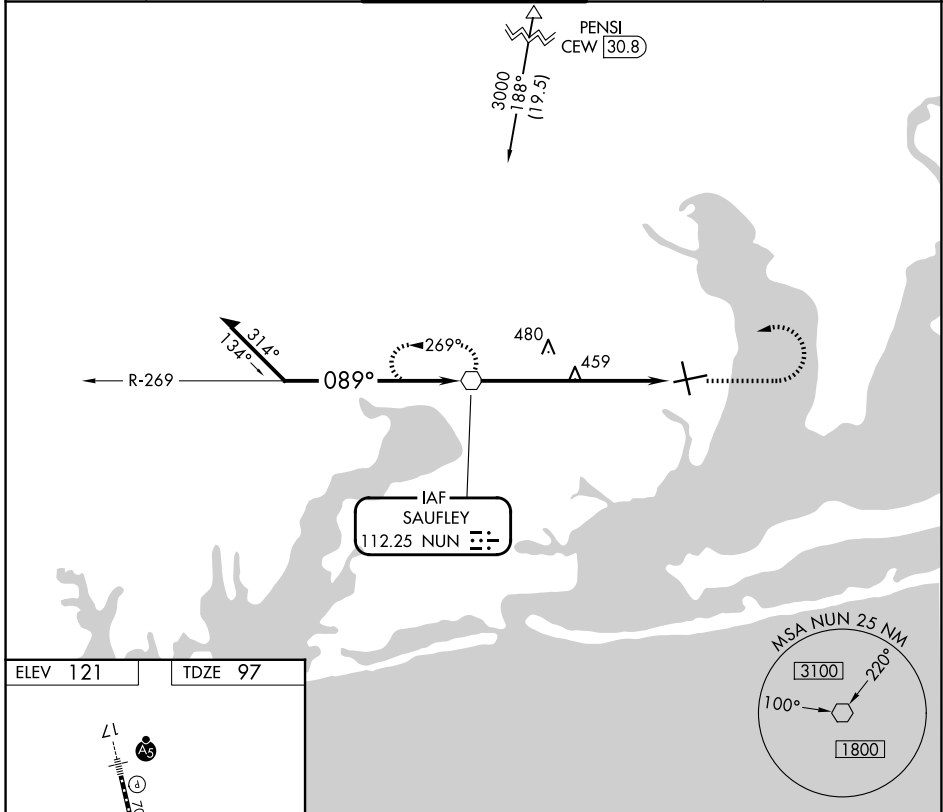 PENSI
CEW 30.8
3000
188°
(19.5)
314°
134°
R-269
089°
269°
480
459
IAF
SAUFLEY
112.25 NUN
MSA NUN 25 NM
3100
220°
100°
1800
ELEV 121
TDZE 97
17
A5
P